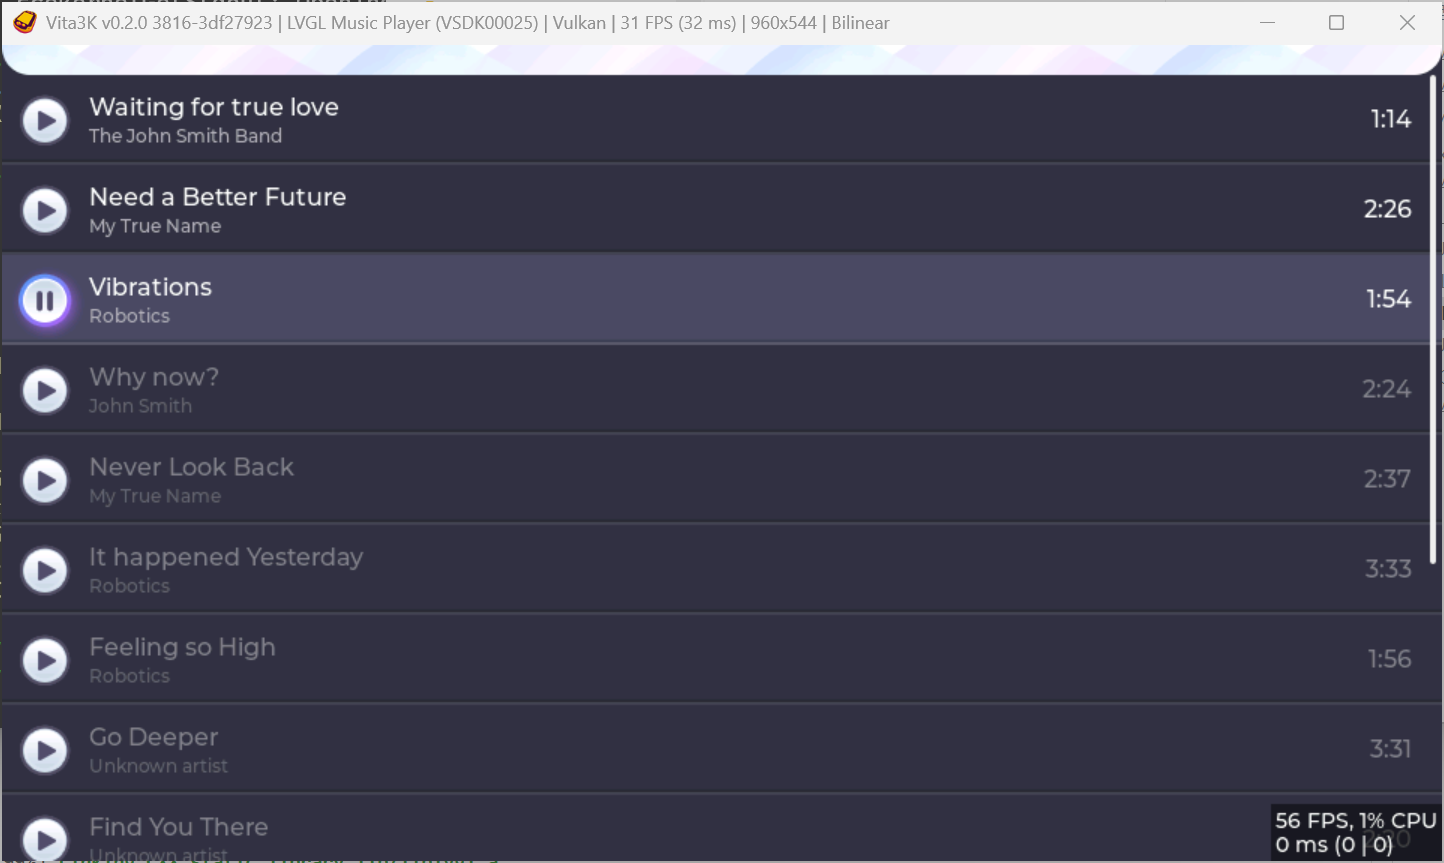 Vita3K v0.2.0 3816-3df27923 | LVGL Music Player (VSDK00025) | Vulkan | 31 FPS (32 ms) | 960x544 | Bilinear
Waiting for true love
The John Smith Band
1:14
Need a Better Future
My True Name
2:26
Vibrations
Robotics
1:54
Why now?
John Smith
2:24
Never Look Back
My True Name
2:37
It happened Yesterday
Robotics
3:33
Feeling so High
Robotics
1:56
Go Deeper
Unknown artist
3:31
Find You There
Unknown artist
56 FPS, 1% CPU
0 ms (0 | 0)